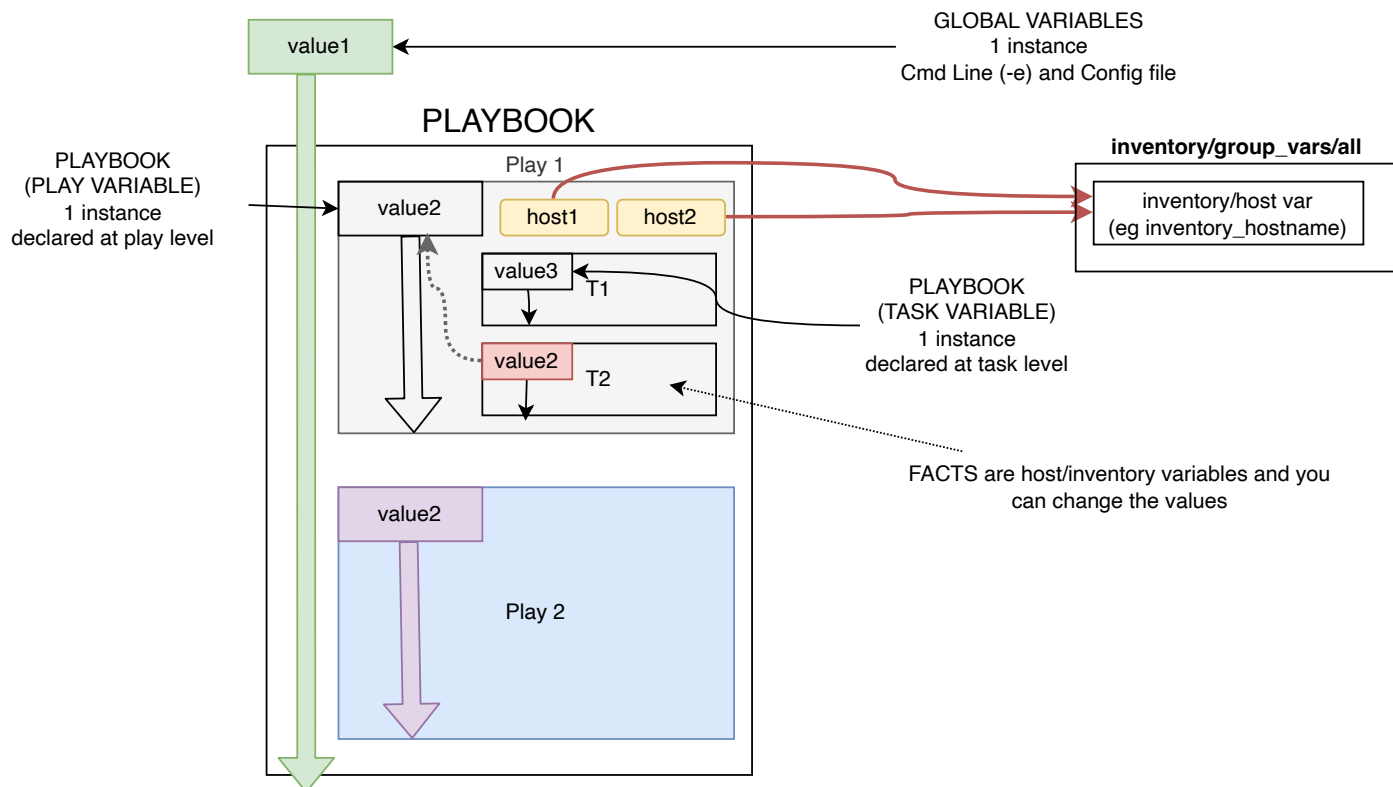 value1
GLOBAL VARIABLES
1 instance
Cmd Line (-e) and Config file
PLAYBOOK
PLAYBOOK
(PLAY VARIABLE)
1 instance
declared at play level
Play 1
value2
host1
host2
inventory/group_vars/all
inventory/host var
(eg inventory_hostname)
value3
T1
PLAYBOOK
(TASK VARIABLE)
1 instance
declared at task level
value2
T2
FACTS are host/inventory variables and you
can change the values
value2
Play 2